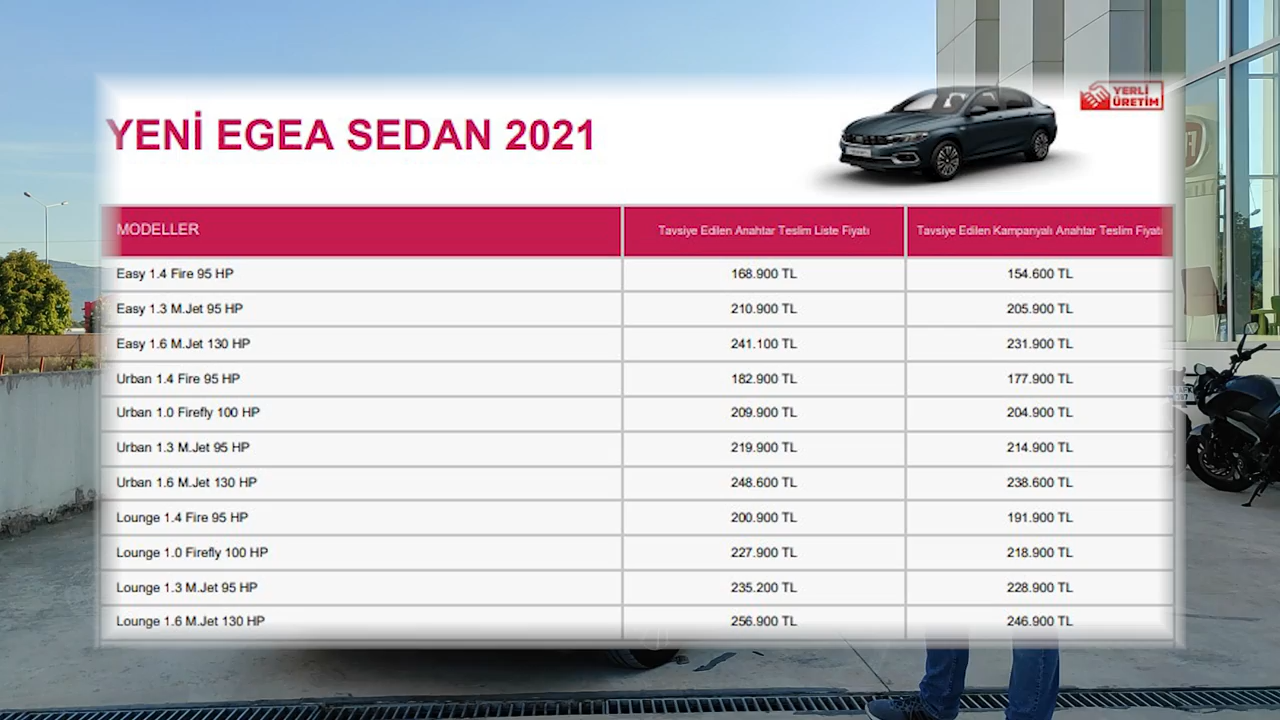 YERLİ
ÜRETİM
YENİ EGEA SEDAN 2021
MODELLER Tavsiye Edilen Anahtar Teslim Liste Fiyatı Tavsiye Edilen Kampanyalı Anahtar Teslim Fiyatı
Easy 1.4 Fire 95 HP 168.900 TL 154.600 TL
Easy 1.3 M.Jet 95 HP 210.900 TL 205.900 TL
Easy 1.6 M.Jet 130 HP 241.100 TL 231.900 TL
Urban 1.4 Fire 95 HP 182.900 TL 177.900 TL
Urban 1.0 Firefly 100 HP 209.900 TL 204.900 TL
Urban 1.3 M.Jet 95 HP 219.900 TL 214.900 TL
Urban 1.6 M.Jet 130 HP 248.600 TL 238.600 TL
Lounge 1.4 Fire 95 HP 200.900 TL 191.900 TL
Lounge 1.0 Firefly 100 HP 227.900 TL 218.900 TL
Lounge 1.3 M.Jet 95 HP 235.200 TL 228.900 TL
Lounge 1.6 M.Jet 130 HP 256.900 TL 246.900 TL